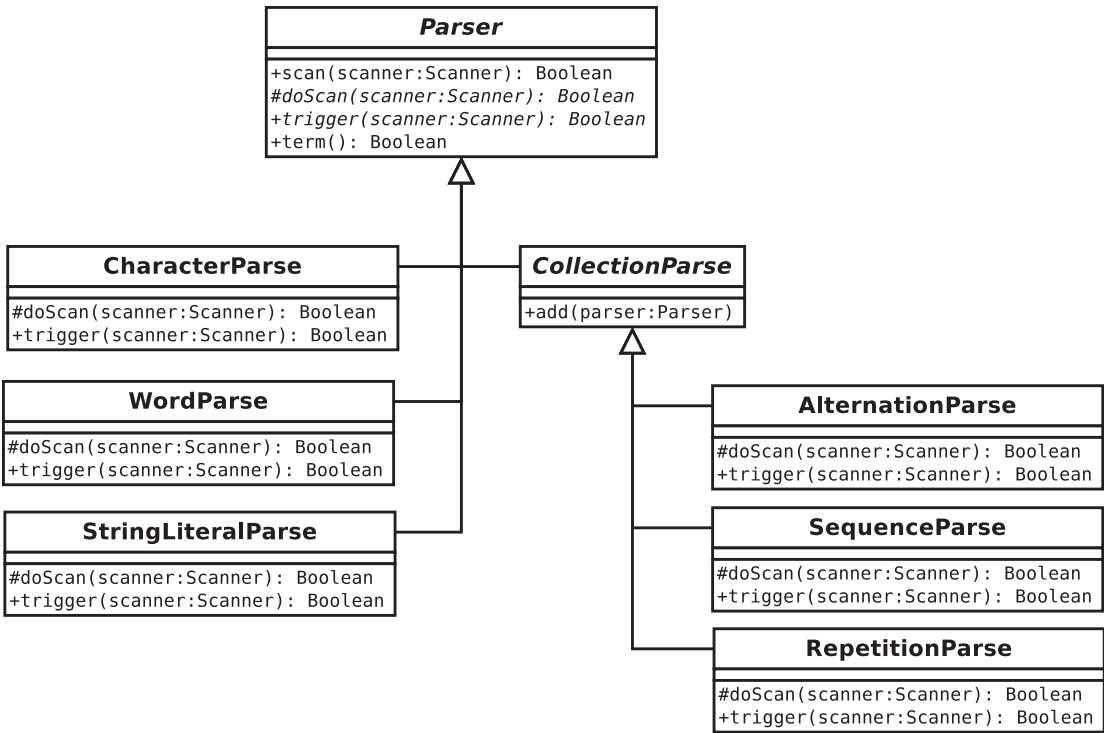 Parser
+scan(scanner:Scanner): Boolean
#doScan(scanner:Scanner): Boolean
+trigger(scanner:Scanner): Boolean
+term(): Boolean
CharacterParse
#doScan(scanner:Scanner): Boolean
+trigger(scanner:Scanner): Boolean
CollectionParse
+add(parser:Parser)
WordParse
#doScan(scanner:Scanner): Boolean
+trigger(scanner:Scanner): Boolean
StringLiteralParse
#doScan(scanner:Scanner): Boolean
+trigger(scanner:Scanner): Boolean
AlternationParse
#doScan(scanner:Scanner): Boolean
+trigger(scanner:Scanner): Boolean
SequenceParse
#doScan(scanner:Scanner): Boolean
+trigger(scanner:Scanner): Boolean
RepetitionParse
#doScan(scanner:Scanner): Boolean
+trigger(scanner:Scanner): Boolean